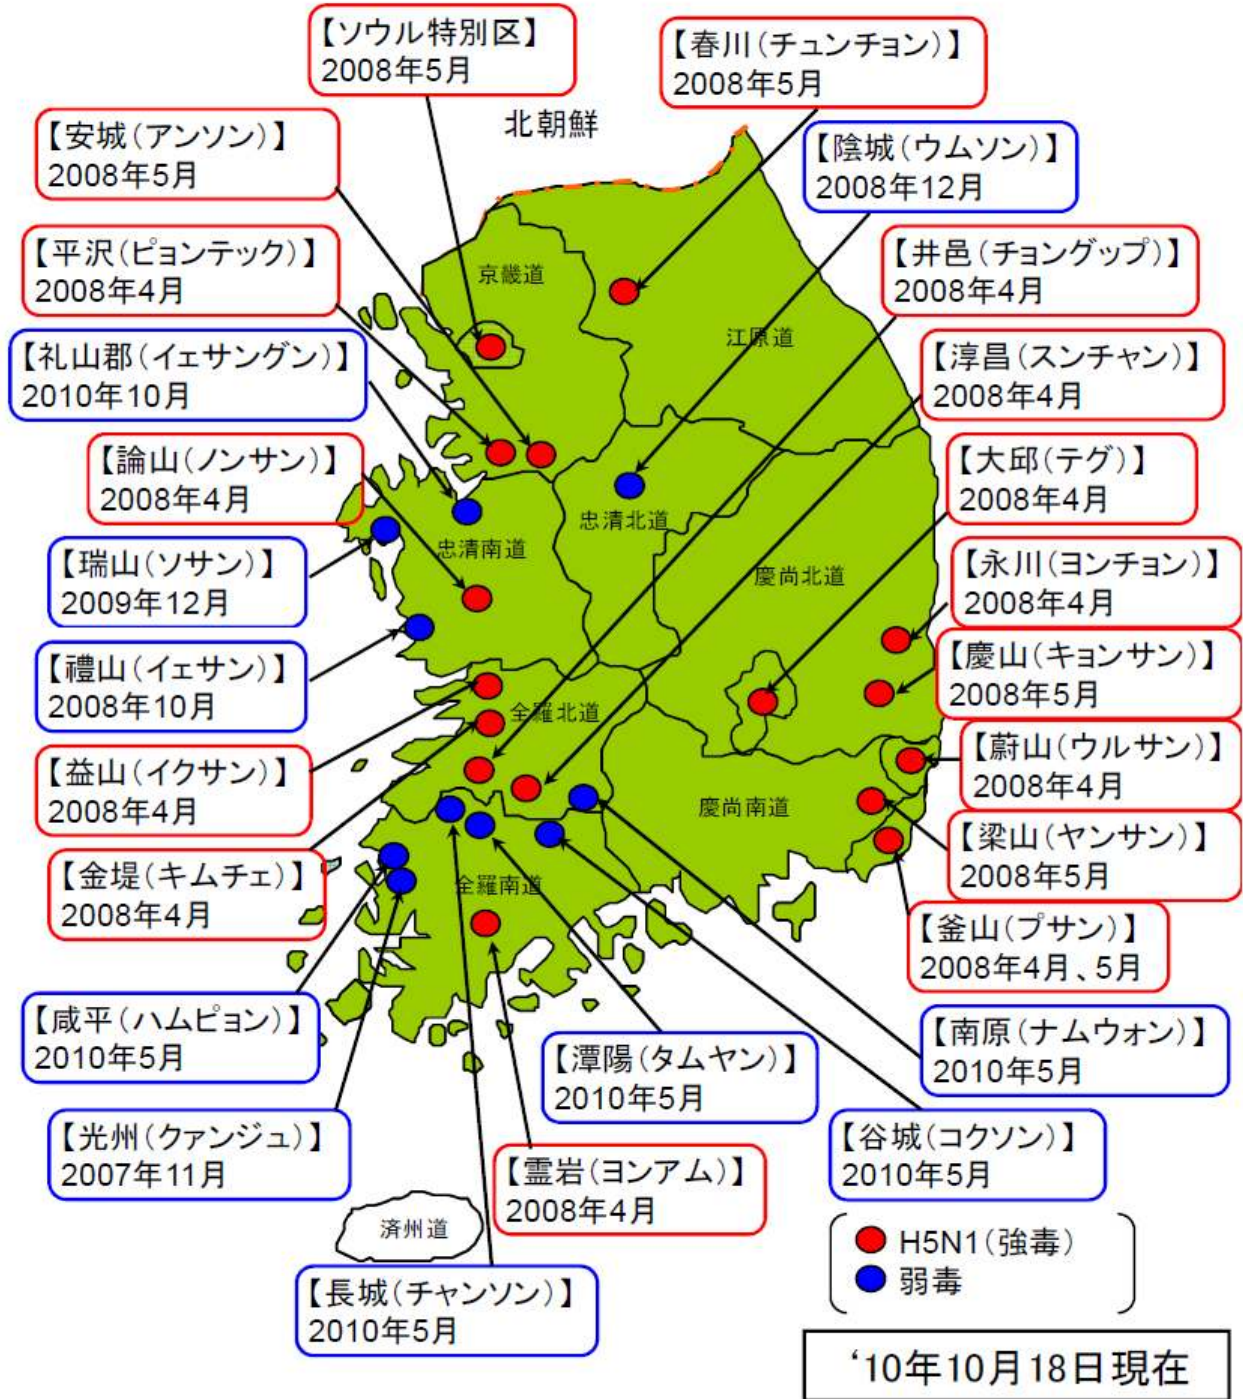 【ソウル特別区】
2008年5月
【春川（チュンチョン）】
2008年5月
北朝鮮
【安城（アンソン）】
2008年5月
【陰城（ウムソン）】
2008年12月
【平沢（ピョンテック）】
2008年4月
【井邑（チョングップ）】
2008年4月
京畿道
江原道
【礼山郡（イェサングン）】
2010年10月
【淳昌（スンチャン）】
2008年4月
【論山（ノンサン）】
2008年4月
【大邱（テグ）】
2008年4月
忠清南道
忠清北道
慶尚北道
【瑞山（ソサン）】
2009年12月
【永川（ヨンチョン）】
2008年4月
【禮山（イェサン）】
2008年10月
【慶山（キョンサン）】
2008年5月
全羅北道
【益山（イクサン）】
2008年4月
【蔚山（ウルサン）】
2008年4月
慶尚南道
【梁山（ヤンサン）】
2008年5月
【金堤（キムチェ）】
2008年4月
全羅南道
【釜山（プサン）】
2008年4月、5月
【咸平（ハムピョン）】
2010年5月
【潭陽（タムヤン）】
2010年5月
【南原（ナムウォン）】
2010年5月
【光州（クァンジュ）】
2007年11月
【霊岩（ヨンアム）】
2008年4月
【谷城（コクソン）】
2010年5月
済州道
【長城（チャンソン）】
2010年5月
H5N1（強毒）
弱毒
‘10年10月18日現在